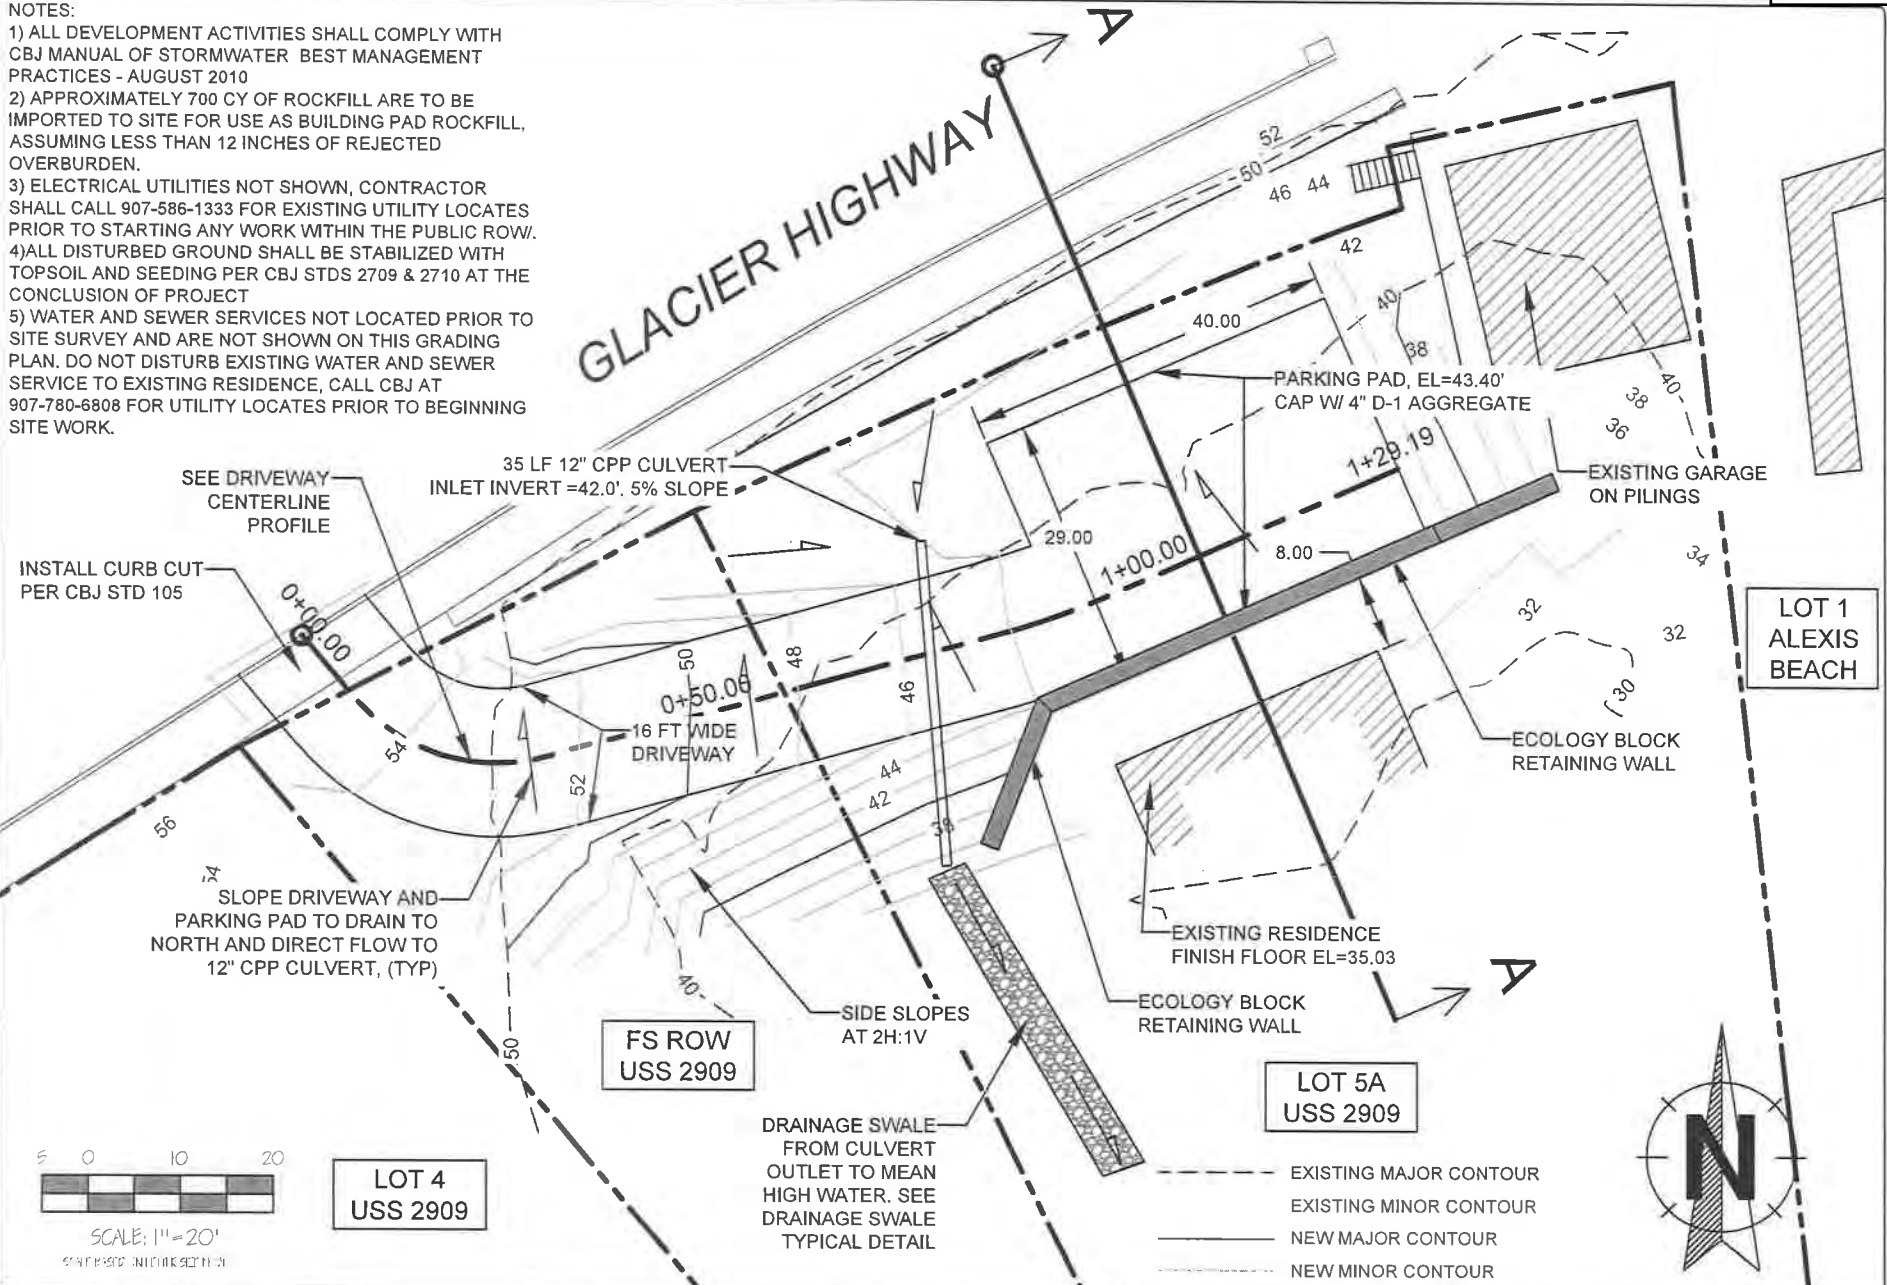 NOTES:
1) ALL DEVELOPMENT ACTIVITIES SHALL COMPLY WITH
CBJ MANUAL OF STORMWATER BEST MANAGEMENT
PRACTICES - AUGUST 2010
2) APPROXIMATELY 700 CY OF ROCKFILL ARE TO BE
IMPORTED TO SITE FOR USE AS BUILDING PAD ROCKFILL,
ASSUMING LESS THAN 12 INCHES OF REJECTED
OVERBURDEN.
3) ELECTRICAL UTILITIES NOT SHOWN, CONTRACTOR
SHALL CALL 907-586-1333 FOR EXISTING UTILITY LOCATES
PRIOR TO STARTING ANY WORK WITHIN THE PUBLIC ROW.
4)ALL DISTURBED GROUND SHALL BE STABILIZED WITH
TOPSOIL AND SEEDING PER CBJ STDS 2709 & 2710 AT THE
CONCLUSION OF PROJECT
5) WATER AND SEWER SERVICES NOT LOCATED PRIOR TO
SITE SURVEY AND ARE NOT SHOWN ON THIS GRADING
PLAN. DO NOT DISTURB EXISTING WATER AND SEWER
SERVICE TO EXISTING RESIDENCE, CALL CBJ AT
907-780-6808 FOR UTILITY LOCATES PRIOR TO BEGINNING
SITE WORK.
A
GLACIER HIGHWAY
52
50
46
44
42
40
40.00
38
PARKING PAD, EL=43.40'
CAP W/ 4" D-1 AGGREGATE
40
38
36
1+29.19
EXISTING GARAGE
ON PILINGS
35 LF 12" CPP CULVERT
INLET INVERT =42.0'. 5% SLOPE
SEE DRIVEWAY
CENTERLINE
PROFILE
INSTALL CURB CUT
PER CBJ STD 105
0+00.00
29.00
1+00.00
8.00
34
32
32
30
LOT 1
ALEXIS
BEACH
50
48
46
0+50.06
16 FT WIDE
DRIVEWAY
54
52
56
54
44
42
38
ECOLOGY BLOCK
RETAINING WALL
SLOPE DRIVEWAY AND
PARKING PAD TO DRAIN TO
NORTH AND DIRECT FLOW TO
12" CPP CULVERT, (TYP)
EXISTING RESIDENCE
FINISH FLOOR EL=35.03
A
40
50
SIDE SLOPES
AT 2H:1V
ECOLOGY BLOCK
RETAINING WALL
FS ROW
USS 2909
LOT 5A
USS 2909
DRAINAGE SWALE
FROM CULVERT
OUTLET TO MEAN
HIGH WATER. SEE
DRAINAGE SWALE
TYPICAL DETAIL
5 0 10 20
SCALE: 1"=20'
LOT 4
USS 2909
EXISTING MAJOR CONTOUR
EXISTING MINOR CONTOUR
NEW MAJOR CONTOUR
NEW MINOR CONTOUR
N